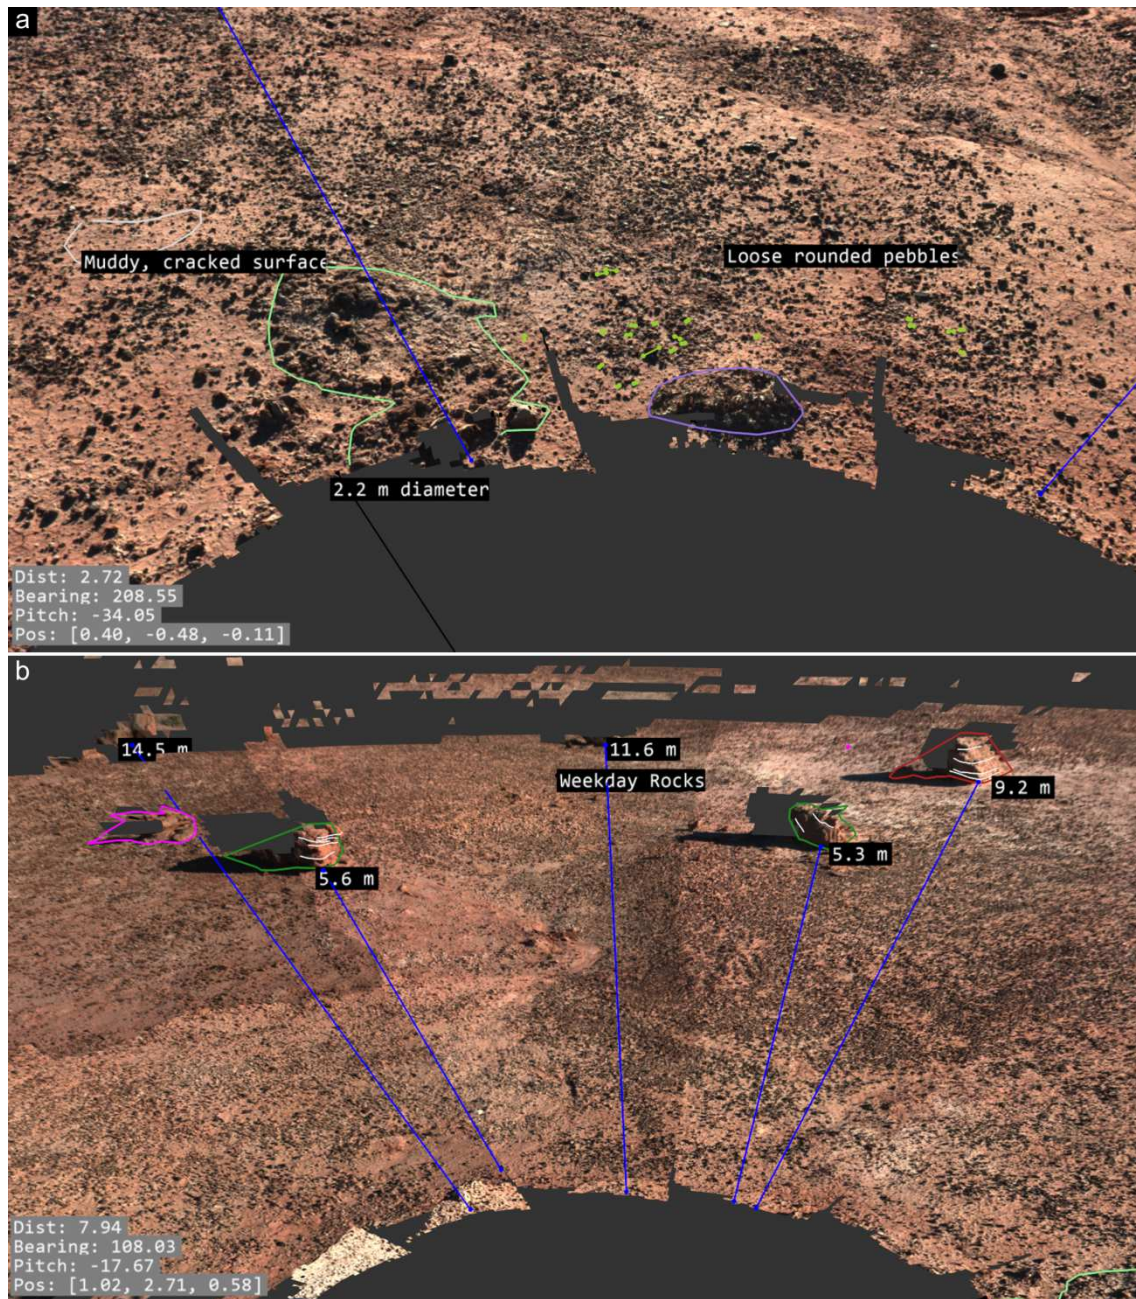 a
Muddy, cracked surface
Loose rounded pebbles
2.2 m diameter
Dist: 2.72
Bearing: 208.55
Pitch: -34.05
Pos: [0.40, -0.48, -0.11]
b
14.5 m
11.6 m
Weekday Rocks
9.2 m
5.3 m
5.6 m
Dist: 7.94
Bearing: 108.03
Pitch: -17.67
Pos: [1.02, 2.71, 0.58]